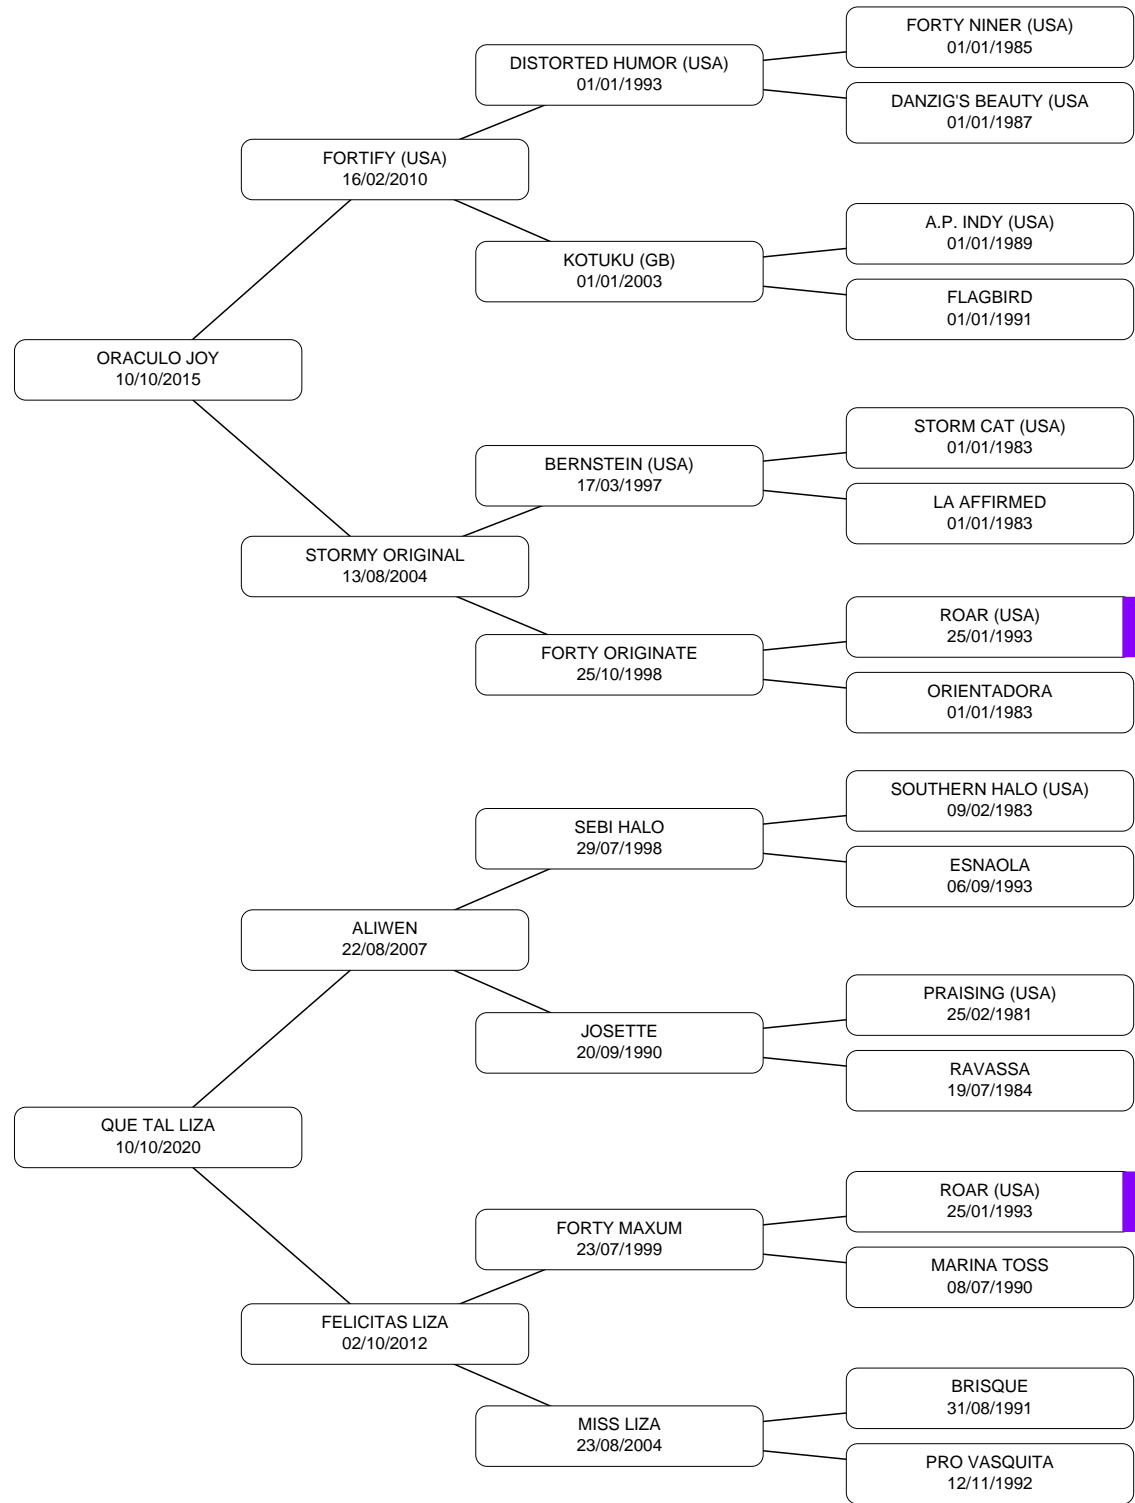 FORTY NINER (USA)
01/01/1985
DISTORTED HUMOR (USA)
01/01/1993
DANZIG'S BEAUTY (USA
01/01/1987
FORTIFY (USA)
16/02/2010
A.P. INDY (USA)
01/01/1989
KOTUKU (GB)
01/01/2003
FLAGBIRD
01/01/1991
ORACULO JOY
10/10/2015
STORM CAT (USA)
01/01/1983
BERNSTEIN (USA)
17/03/1997
LA AFFIRMED
01/01/1983
STORMY ORIGINAL
13/08/2004
ROAR (USA)
25/01/1993
FORTY ORIGINATE
25/10/1998
ORIENTADORA
01/01/1983
SOUTHERN HALO (USA)
09/02/1983
SEBI HALO
29/07/1998
ESNAOLA
06/09/1993
ALIWEN
22/08/2007
PRAISING (USA)
25/02/1981
JOSETTE
20/09/1990
RAVASSA
19/07/1984
QUE TAL LIZA
10/10/2020
ROAR (USA)
25/01/1993
FORTY MAXUM
23/07/1999
MARINA TOSS
08/07/1990
FELICITAS LIZA
02/10/2012
BRISQUE
31/08/1991
MISS LIZA
23/08/2004
PRO VASQUITA
12/11/1992